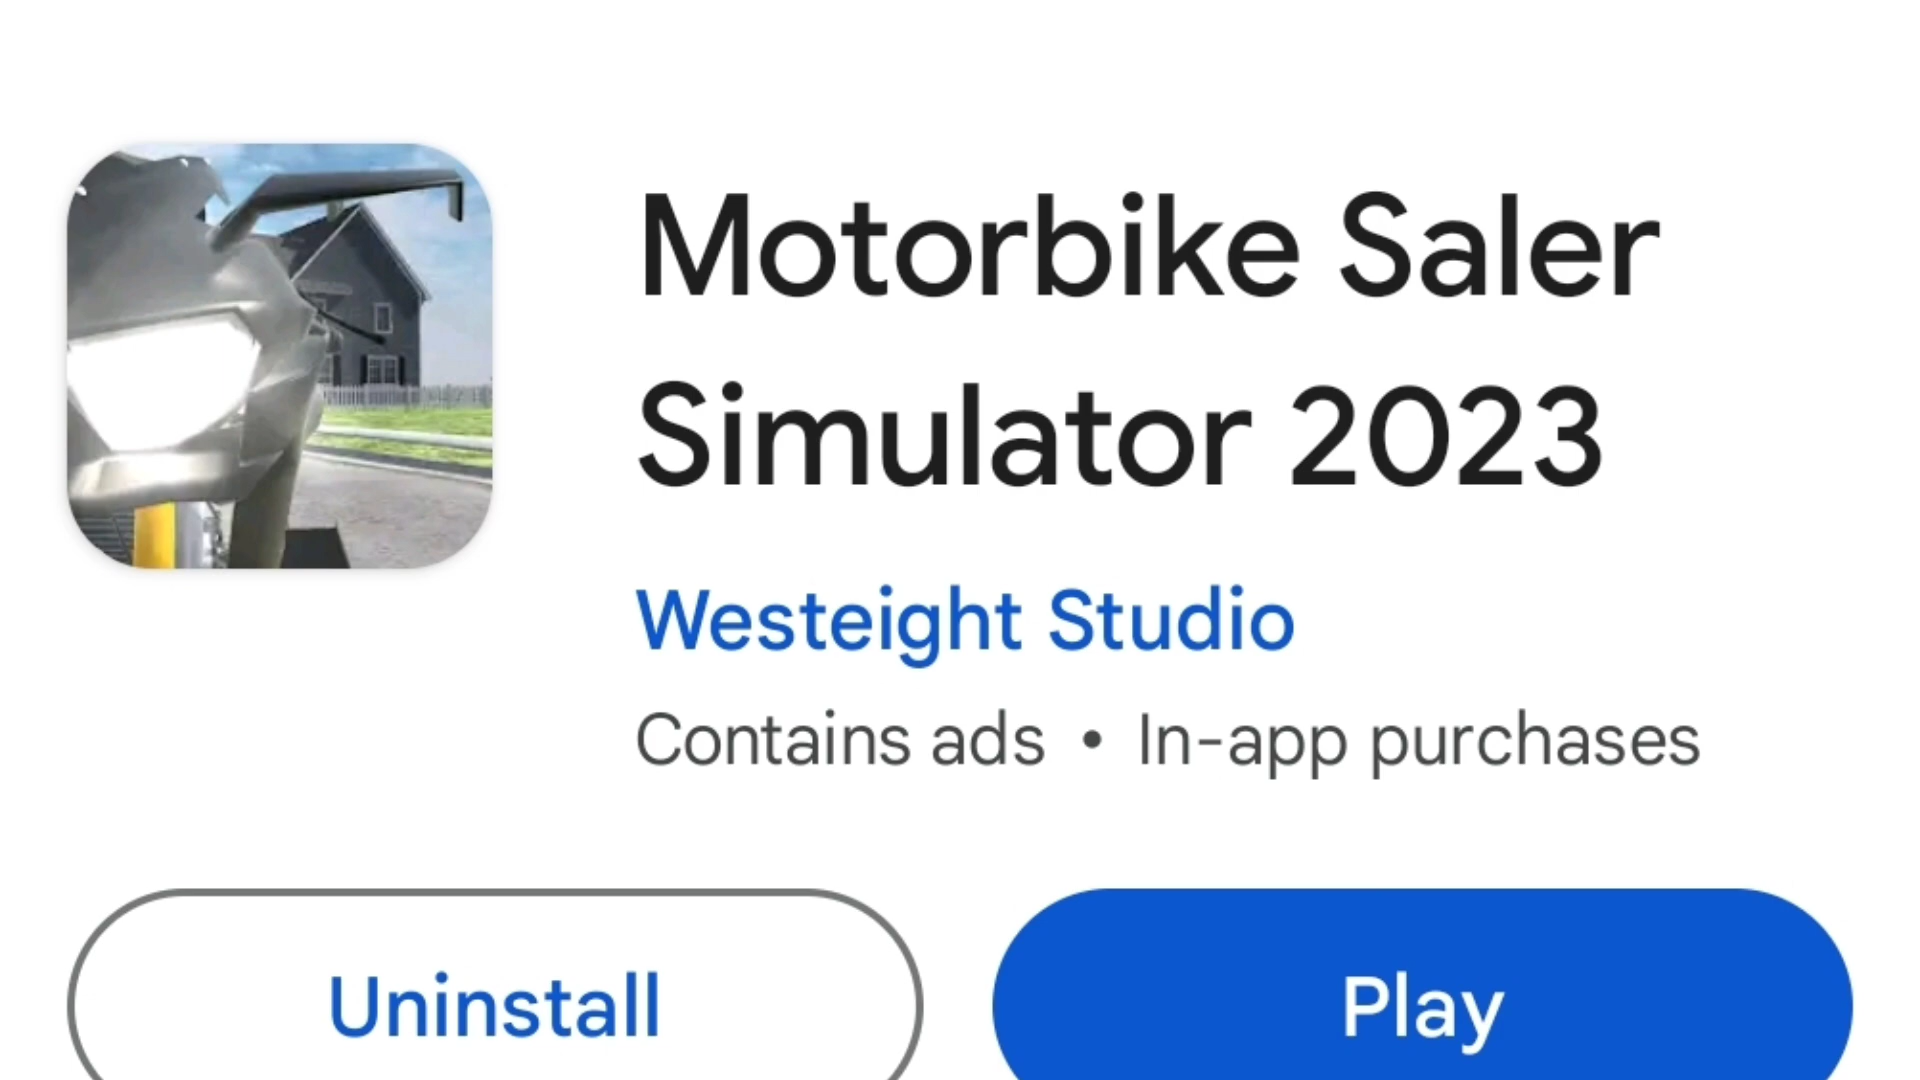 Motorbike Saler
Simulator 2023
Westeight Studio
Contains ads • In-app purchases
Uninstall
Play